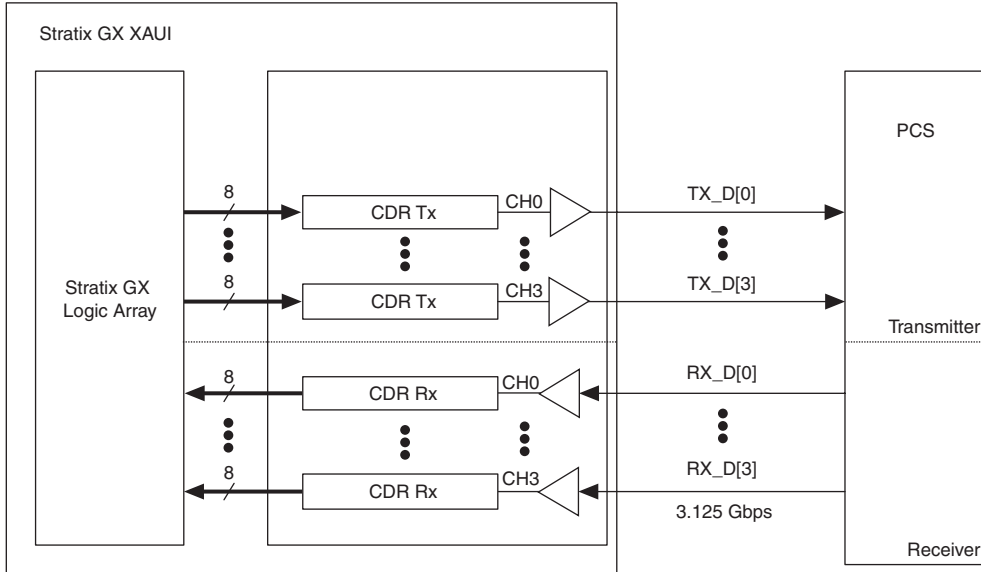 Stratix GX XAUI
PCS
8
CDR Tx
CH0
TX_D[0]
8
CDR Tx
CH3
TX_D[3]
Stratix GX
Logic Array
Transmitter
8
CDR Rx
CH0
RX_D[0]
8
CDR Rx
CH3
RX_D[3]
3.125 Gbps
Receiver